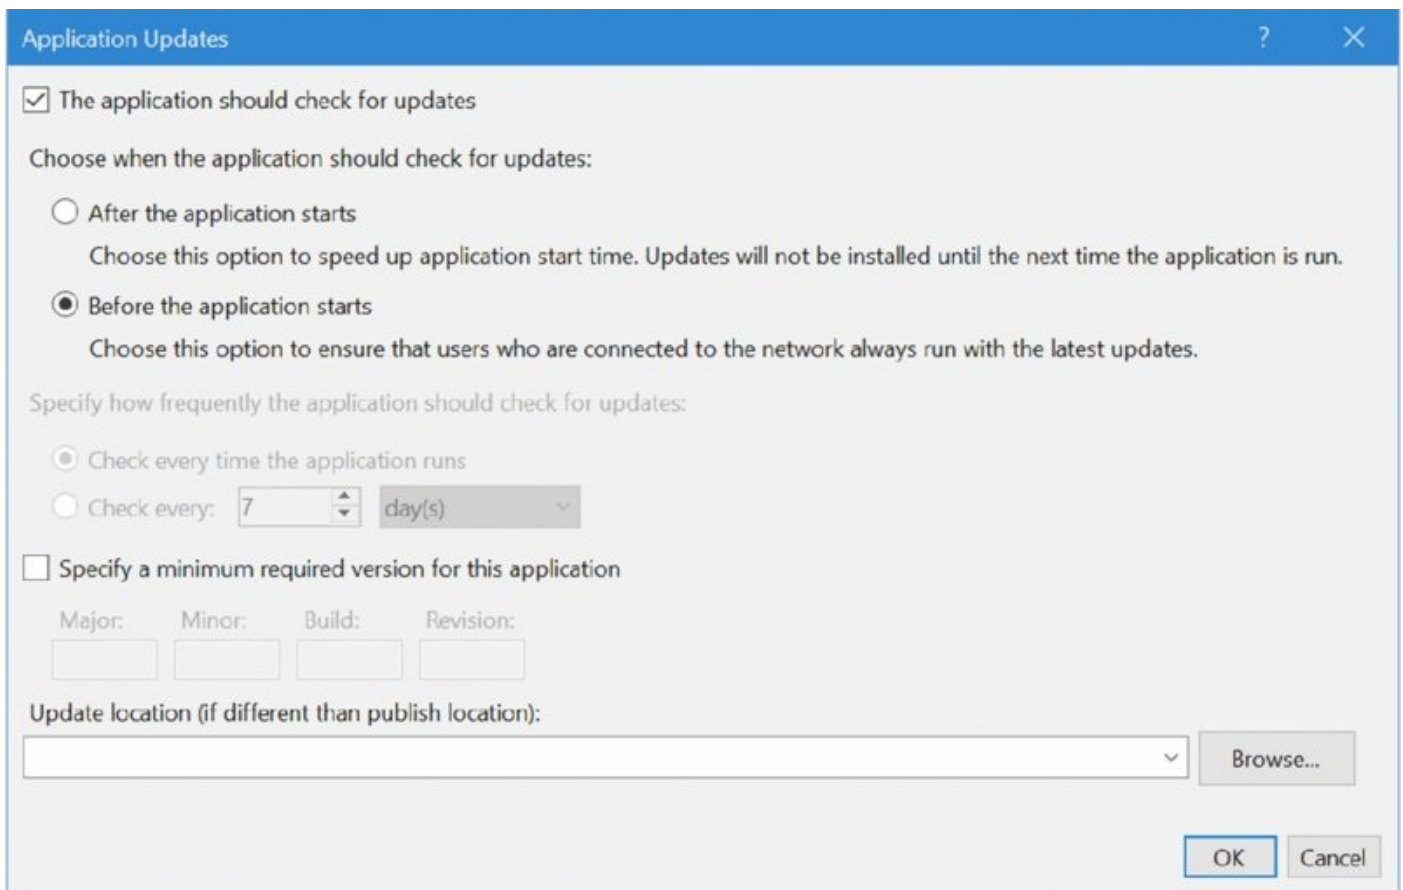 Application Updates
The application should check for updates
Choose when the application should check for updates:
After the application starts
Choose this option to speed up application start time. Updates will not be installed until the next time the application is run.
Before the application starts
Choose this option to ensure that users who are connected to the network always run with the latest updates.
Specify how frequently the application should check for updates:
Check every time the application runs
Check every: 7 day(s)
Specify a minimum required version for this application
Major: Minor: Build: Revision:
Update location (if different than publish location):
Browse...
OK Cancel